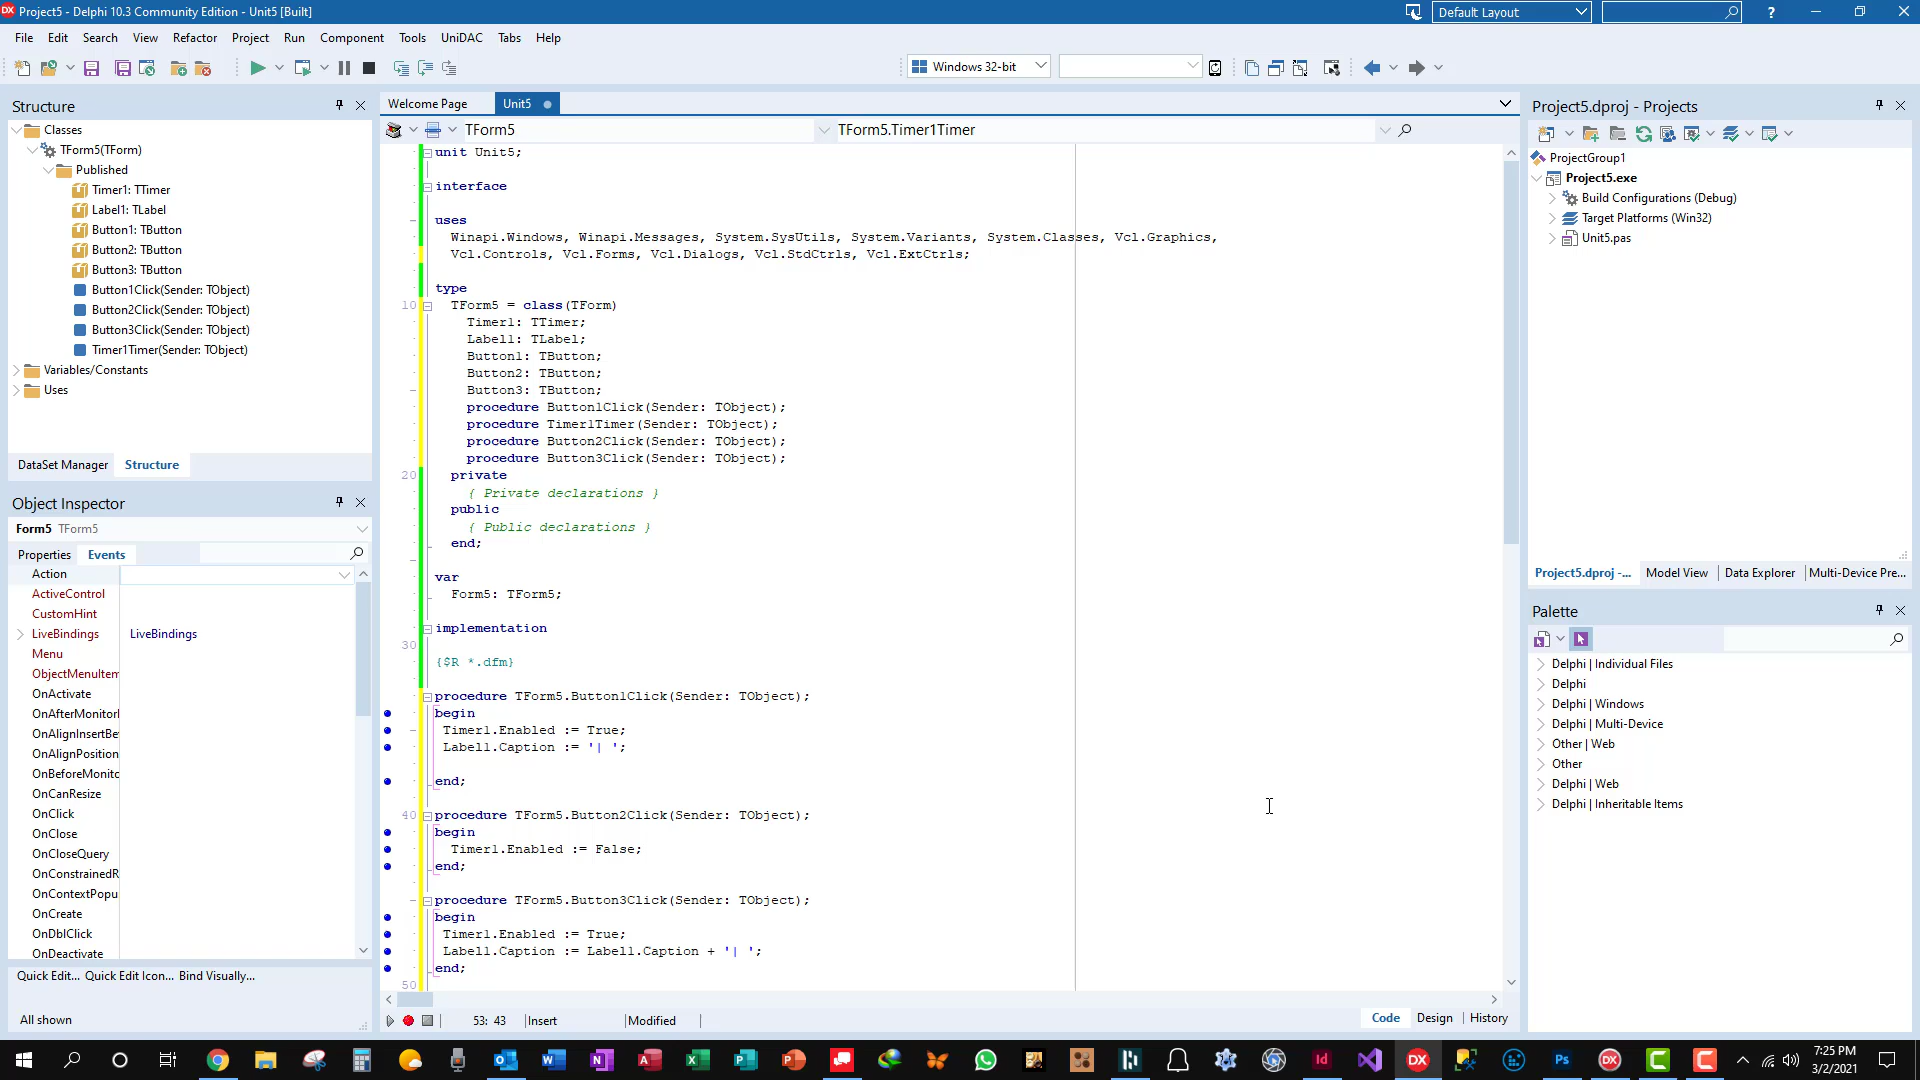 Project5 - Delphi 10.3 Community Edition - Unit5 [Built]
Default Layout
File Edit Search View Refactor Project Run Component Tools UniDAC Tabs Help
Windows 32-bit
Structure
Classes
TForm5(TForm)
Published
Timer1: TTimer
Label1: TLabel
Button1: TButton
Button2: TButton
Button3: TButton
Button1Click(Sender: TObject)
Button2Click(Sender: TObject)
Button3Click(Sender: TObject)
Timer1Timer(Sender: TObject)
Variables/Constants
Uses
DataSet Manager Structure
Object Inspector
Form5 TForm5
Properties Events
Action
ActiveControl
CustomHint
LiveBindings LiveBindings
Menu
ObjectMenuItem
OnActivate
OnAfterMonitorI
OnAlignInsertBe
OnAlignPosition
OnBeforeMonito
OnCanResize
OnClick
OnClose
OnCloseQuery
OnConstrainedR
OnContextPopu
OnCreate
OnDblClick
OnDeactivate
Quick Edit... Quick Edit Icon... Bind Visually...
All shown
Welcome Page Unit5
TForm5 TForm5.Timer1Timer
unit Unit5;
interface
uses
Winapi.Windows, Winapi.Messages, System.SysUtils, System.Variants, System.Classes, Vcl.Graphics,
Vcl.Controls, Vcl.Forms, Vcl.Dialogs, Vcl.StdCtrls, Vcl.ExtCtrls;
type
10 TForm5 = class(TForm)
Timer1: TTimer;
Label1: TLabel;
Button1: TButton;
Button2: TButton;
Button3: TButton;
procedure Button1Click(Sender: TObject);
procedure Timer1Timer(Sender: TObject);
procedure Button2Click(Sender: TObject);
procedure Button3Click(Sender: TObject);
20 private
{ Private declarations }
public
{ Public declarations }
end;
var
Form5: TForm5;
implementation
30
{$R *.dfm}
procedure TForm5.Button1Click(Sender: TObject);
begin
Timer1.Enabled := True;
Label1.Caption := '| ';
end;
40 procedure TForm5.Button2Click(Sender: TObject);
begin
Timer1.Enabled := False;
end;
procedure TForm5.Button3Click(Sender: TObject);
begin
Timer1.Enabled := True;
Label1.Caption := Label1.Caption + '| ';
end;
50
53: 43 Insert Modified
Code Design History
Project5.dproj - Projects
ProjectGroup1
Project5.exe
Build Configurations (Debug)
Target Platforms (Win32)
Unit5.pas
Project5.dproj -... Model View Data Explorer Multi-Device Pre...
Palette
Delphi | Individual Files
Delphi
Delphi | Windows
Delphi | Multi-Device
Other | Web
Other
Delphi | Web
Delphi | Inheritable Items
7:25 PM
3/2/2021